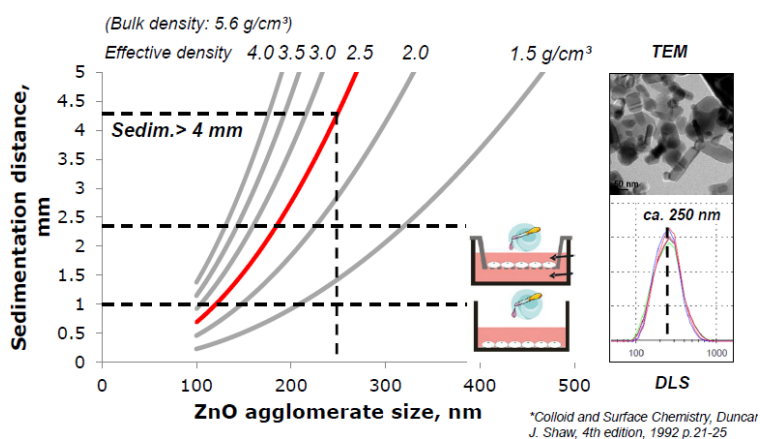 (Bulk density: 5.6 g/cm³)
Effective density 4.0 3.5 3.0 2.5 2.0 1.5 g/cm³
TEM
Sedimentation distance, mm
5
4.5
4
3.5
3
2.5
2
1.5
1
0.5
0
Sedim.> 4 mm
0 100 200 300 400 500
ZnO agglomerate size, nm
ca. 250 nm
100 1000
DLS
*Colloid and Surface Chemistry, Duncan
J. Shaw, 4th edition, 1992 p.21-25